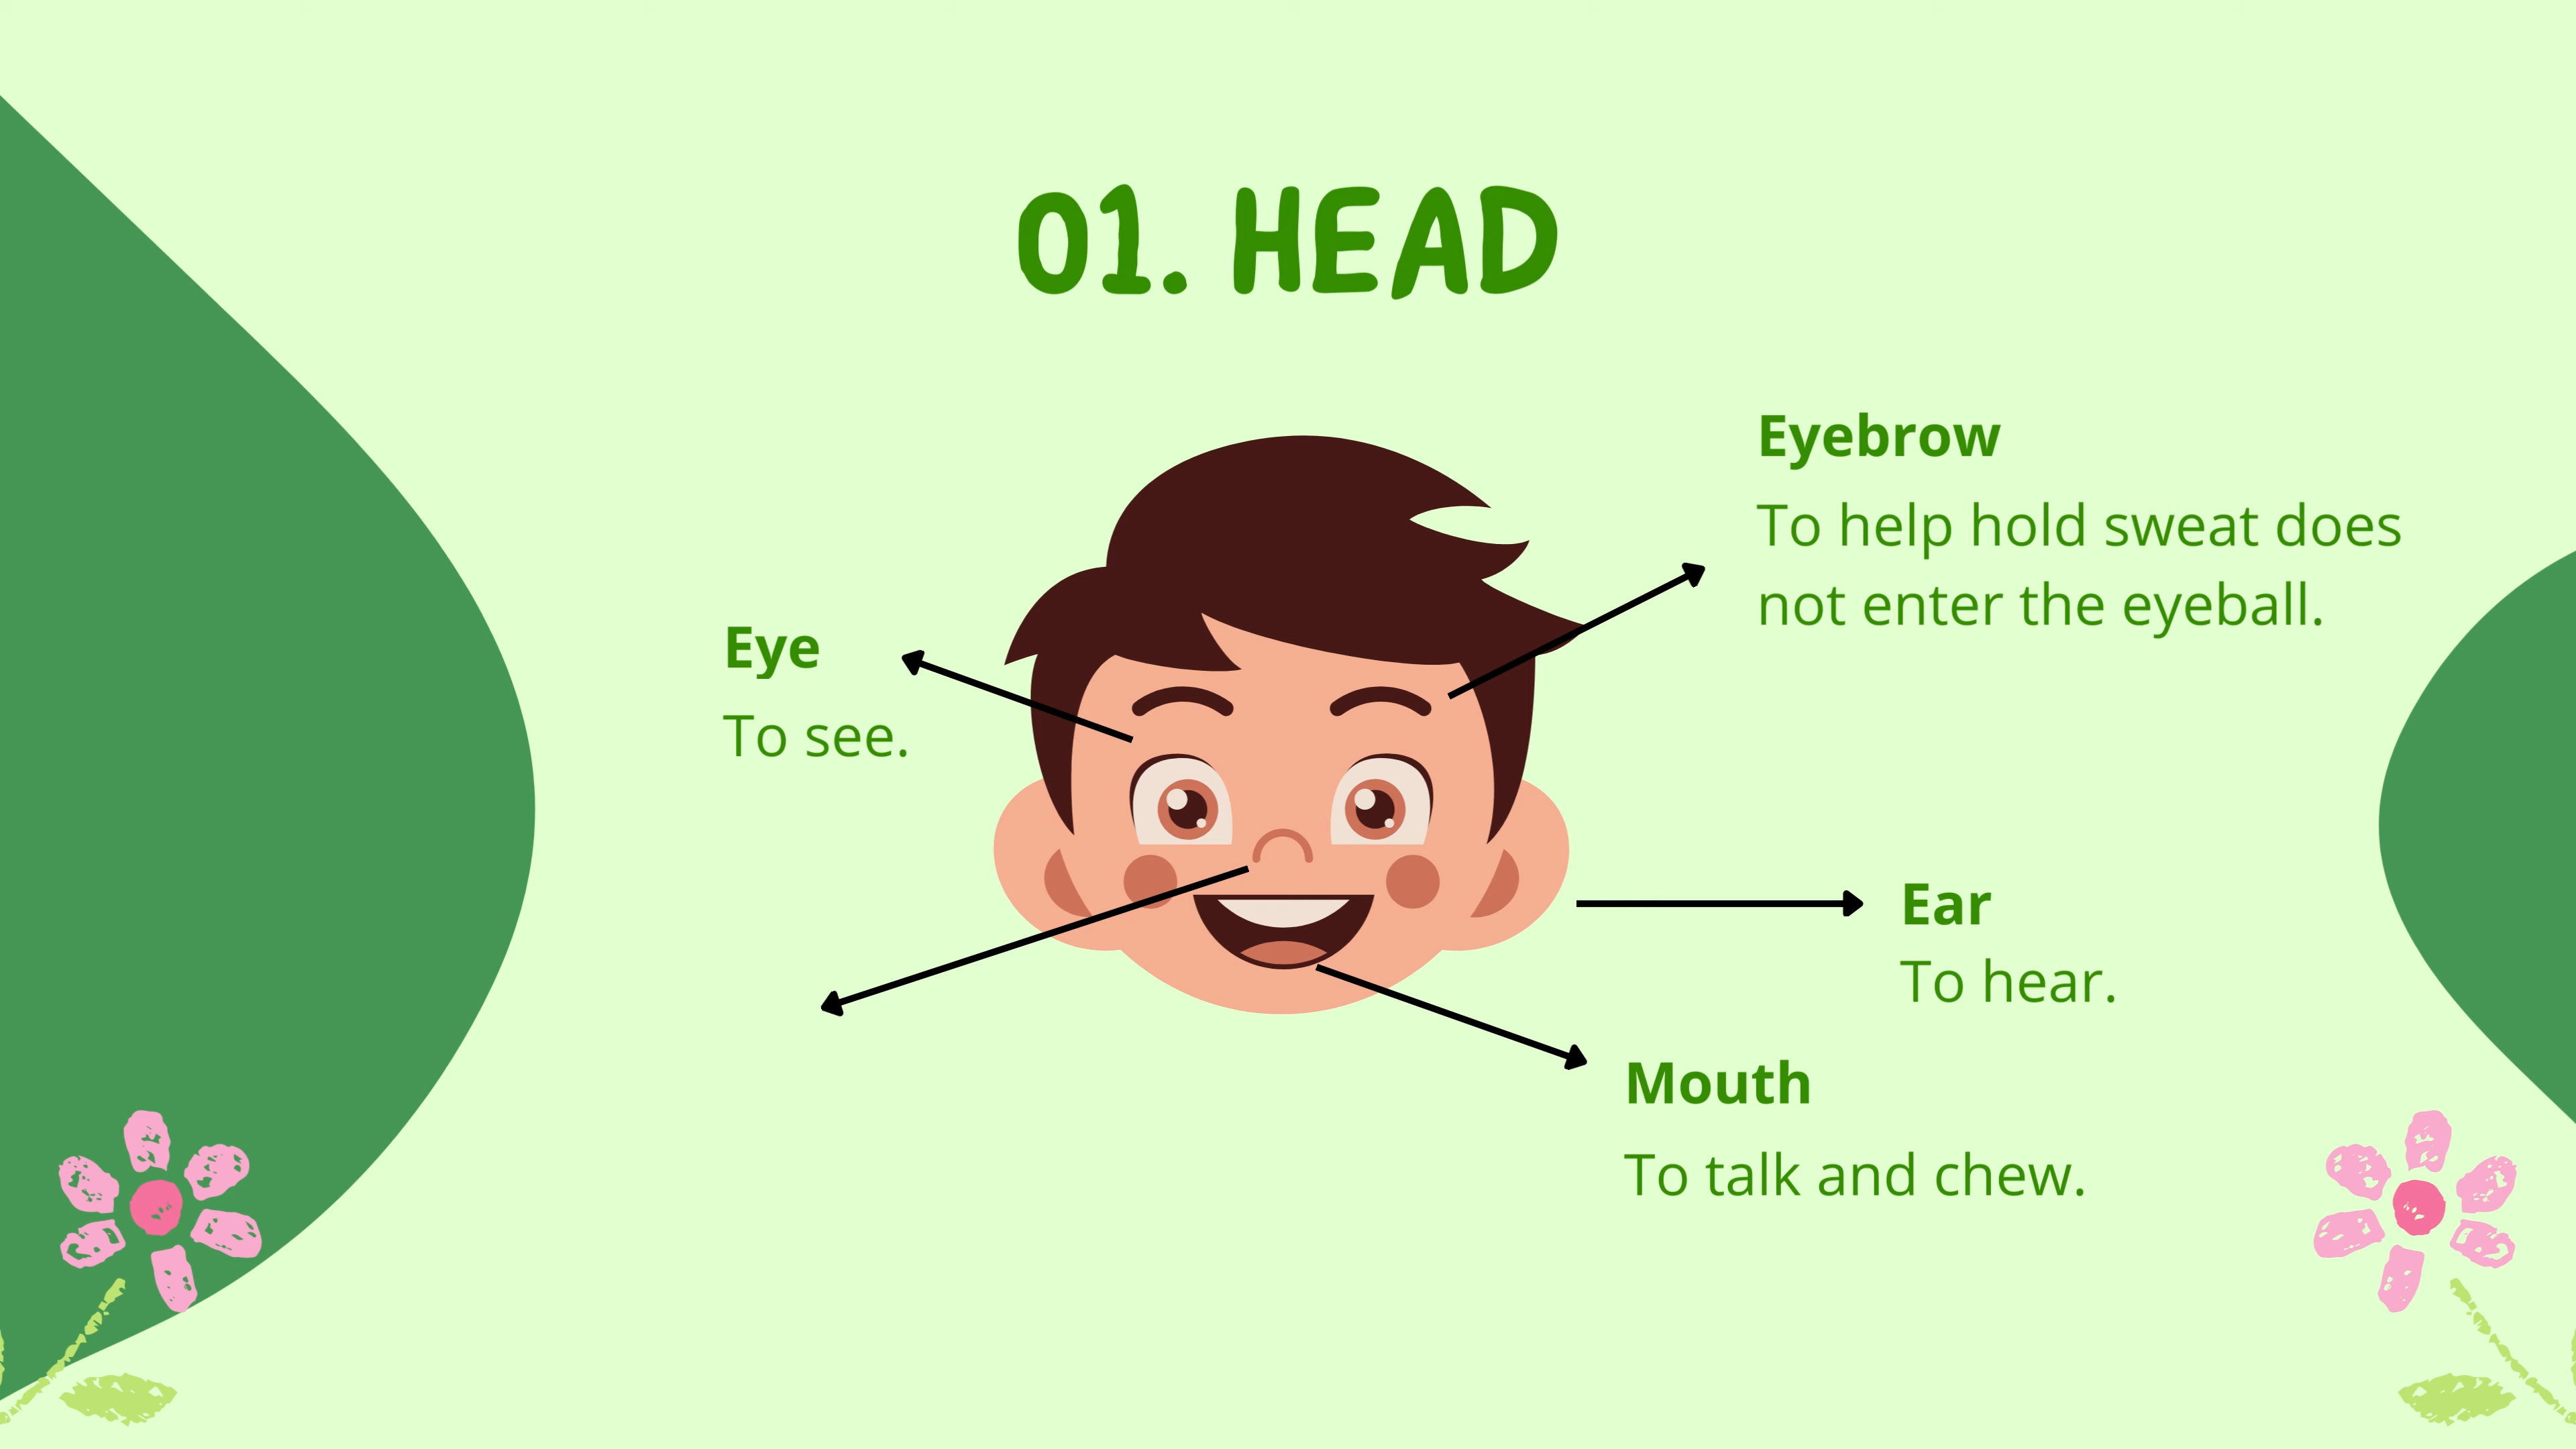 01. HEAD
Eyebrow
To help hold sweat does
not enter the eyeball.
Eye
To see.
Ear
To hear.
Mouth
To talk and chew.